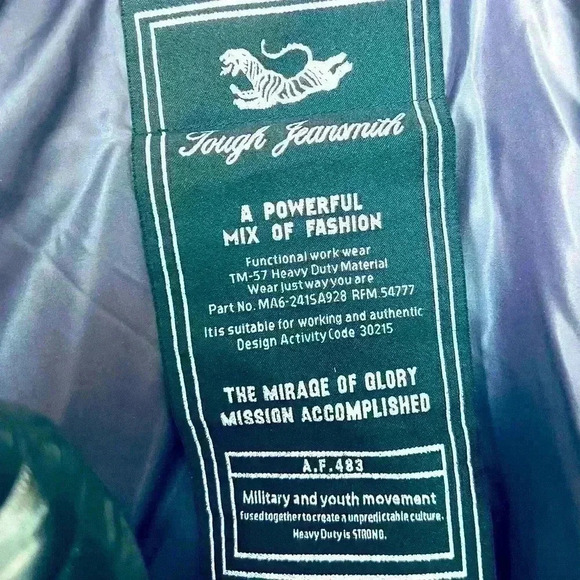 Tough Jeansmith
A POWERFUL
MIX OF FASHION
Functional work wear
TM-57 Heavy Duty Material
Wear just way you are
Part No. MA6-241SA928 RFM.54777
It is suitable for working and authentic
Design Activity Code 30215
THE MIRAGE OF GLORY
MISSION ACCOMPLISHED
A.F.483
Military and youth movement
fused together to create a unpredictable culture.
Heavy Duty is STRONG.